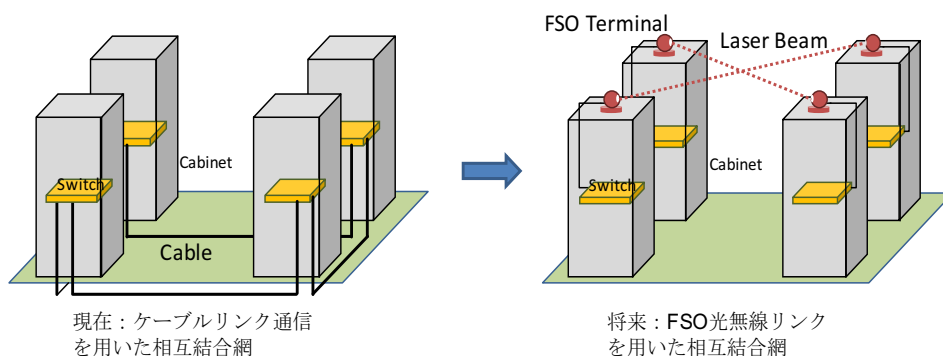 FSO Terminal
Laser Beam
Cabinet
Switch
Cable
Cabinet
Switch
現在：ケーブルリンク通信
を用いた相互結合網
将来：FSO光無線リンク
を用いた相互結合網